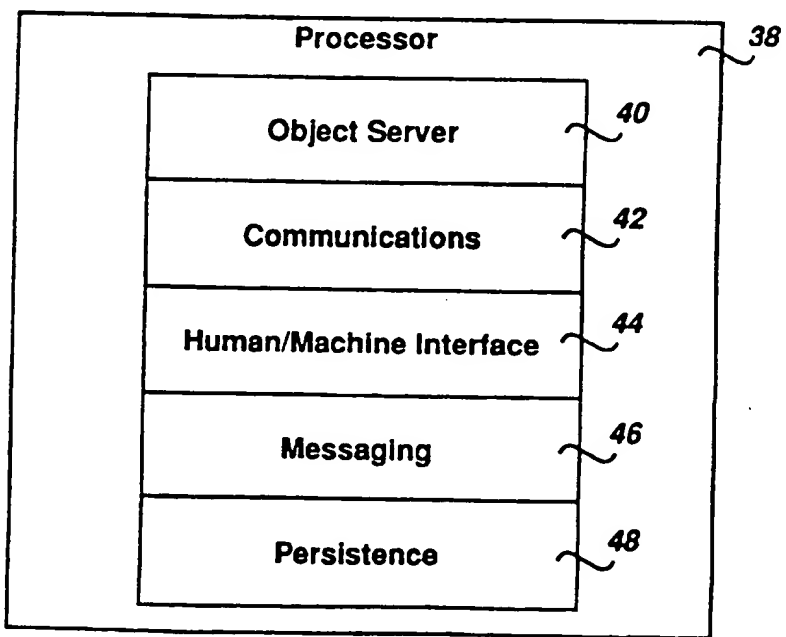 Processor 38
Object Server 40
Communications 42
Human/Machine Interface 44
Messaging 46
Persistence 48